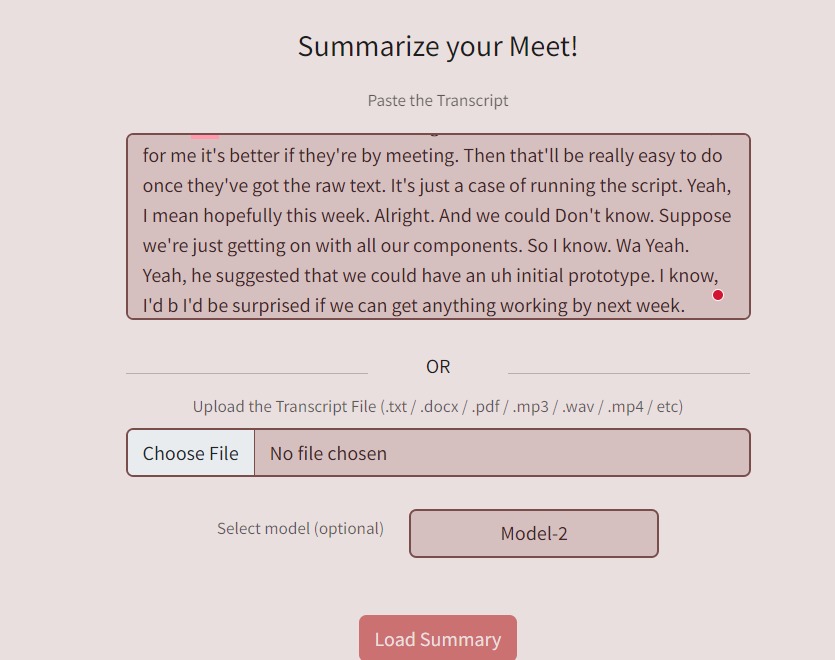 Summarize your Meet!
Paste the Transcript
for me it's better if they're by meeting. Then that'll be really easy to do
once they've got the raw text. It's just a case of running the script. Yeah,
I mean hopefully this week. Alright. And we could Don't know. Suppose
we're just getting on with all our components. So I know. Wa Yeah.
Yeah, he suggested that we could have an uh initial prototype. I know,
I'd b I'd be surprised if we can get anything working by next week.
OR
Upload the Transcript File (.txt / .docx / .pdf / .mp3 / .wav / .mp4 / etc)
Choose File No file chosen
Select model (optional) Model-2
Load Summary